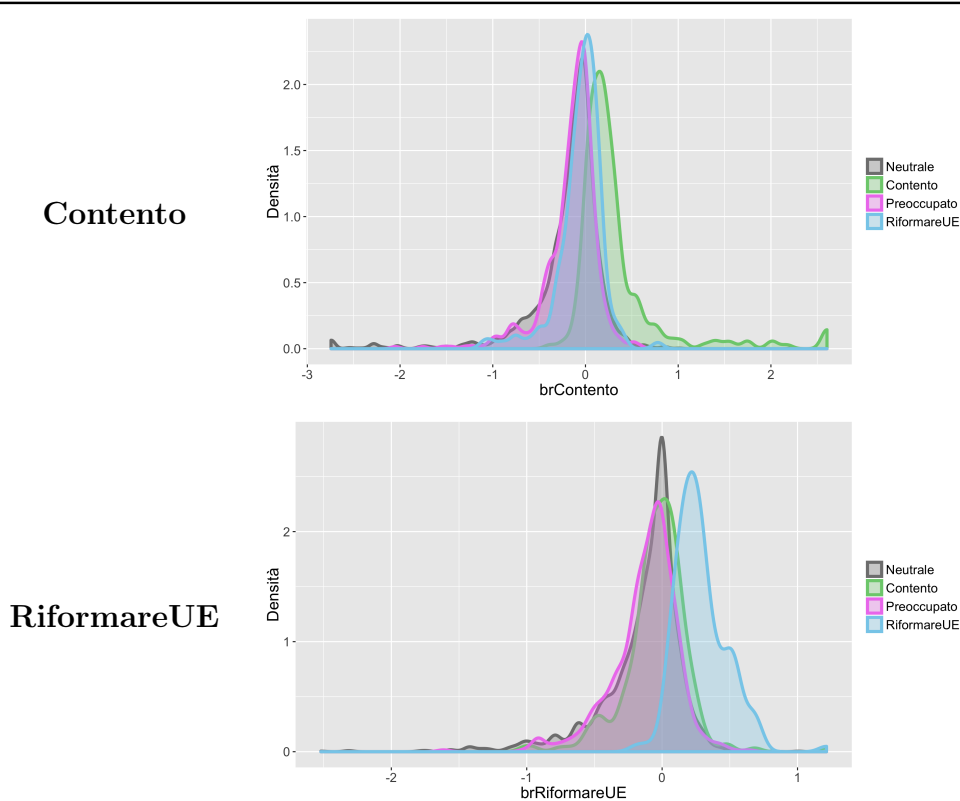 Contento
Densità
2.0
1.5
1.0
0.5
0.0
-3 -2 -1 0 1 2
brContento
Neutrale
Contento
Preoccupato
RiformareUE
RiformareUE
Densità
2
1
0
-2 -1 0 1
brRiformareUE
Neutrale
Contento
Preoccupato
RiformareUE